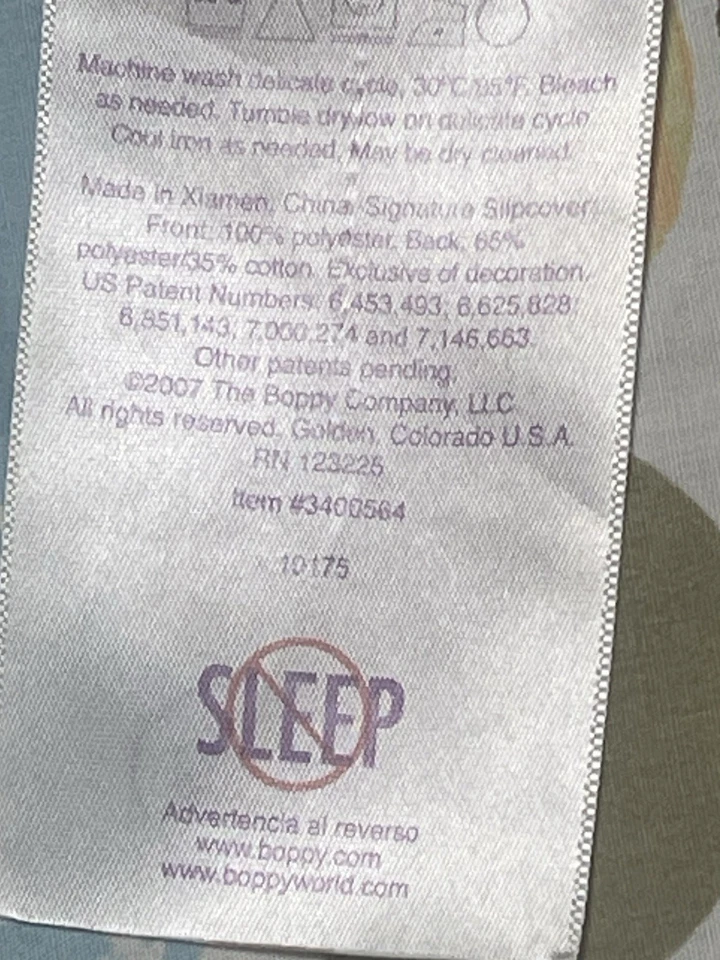 Machine wash delicate cycle, 30°C/85°F. Bleach
as needed. Tumble dry low on delicate cycle
Cool iron as needed. May be dry cleaned.
Made in Xiamen, China. Signature Slipcover:
Front: 100% polyester, Back: 65%
polyester/35% cotton. Exclusive of decoration.
US Patent Numbers: 6,453,493; 6,625,828;
6,851,143; 7,000,274 and 7,146,663.
Other patents pending.
©2007 The Boppy Company, LLC
All rights reserved. Golden, Colorado U.S.A.
RN 123225
Item #3400564
10175
SLEEP
Advertencia al reverso
www.boppy.com
www.boppyworld.com